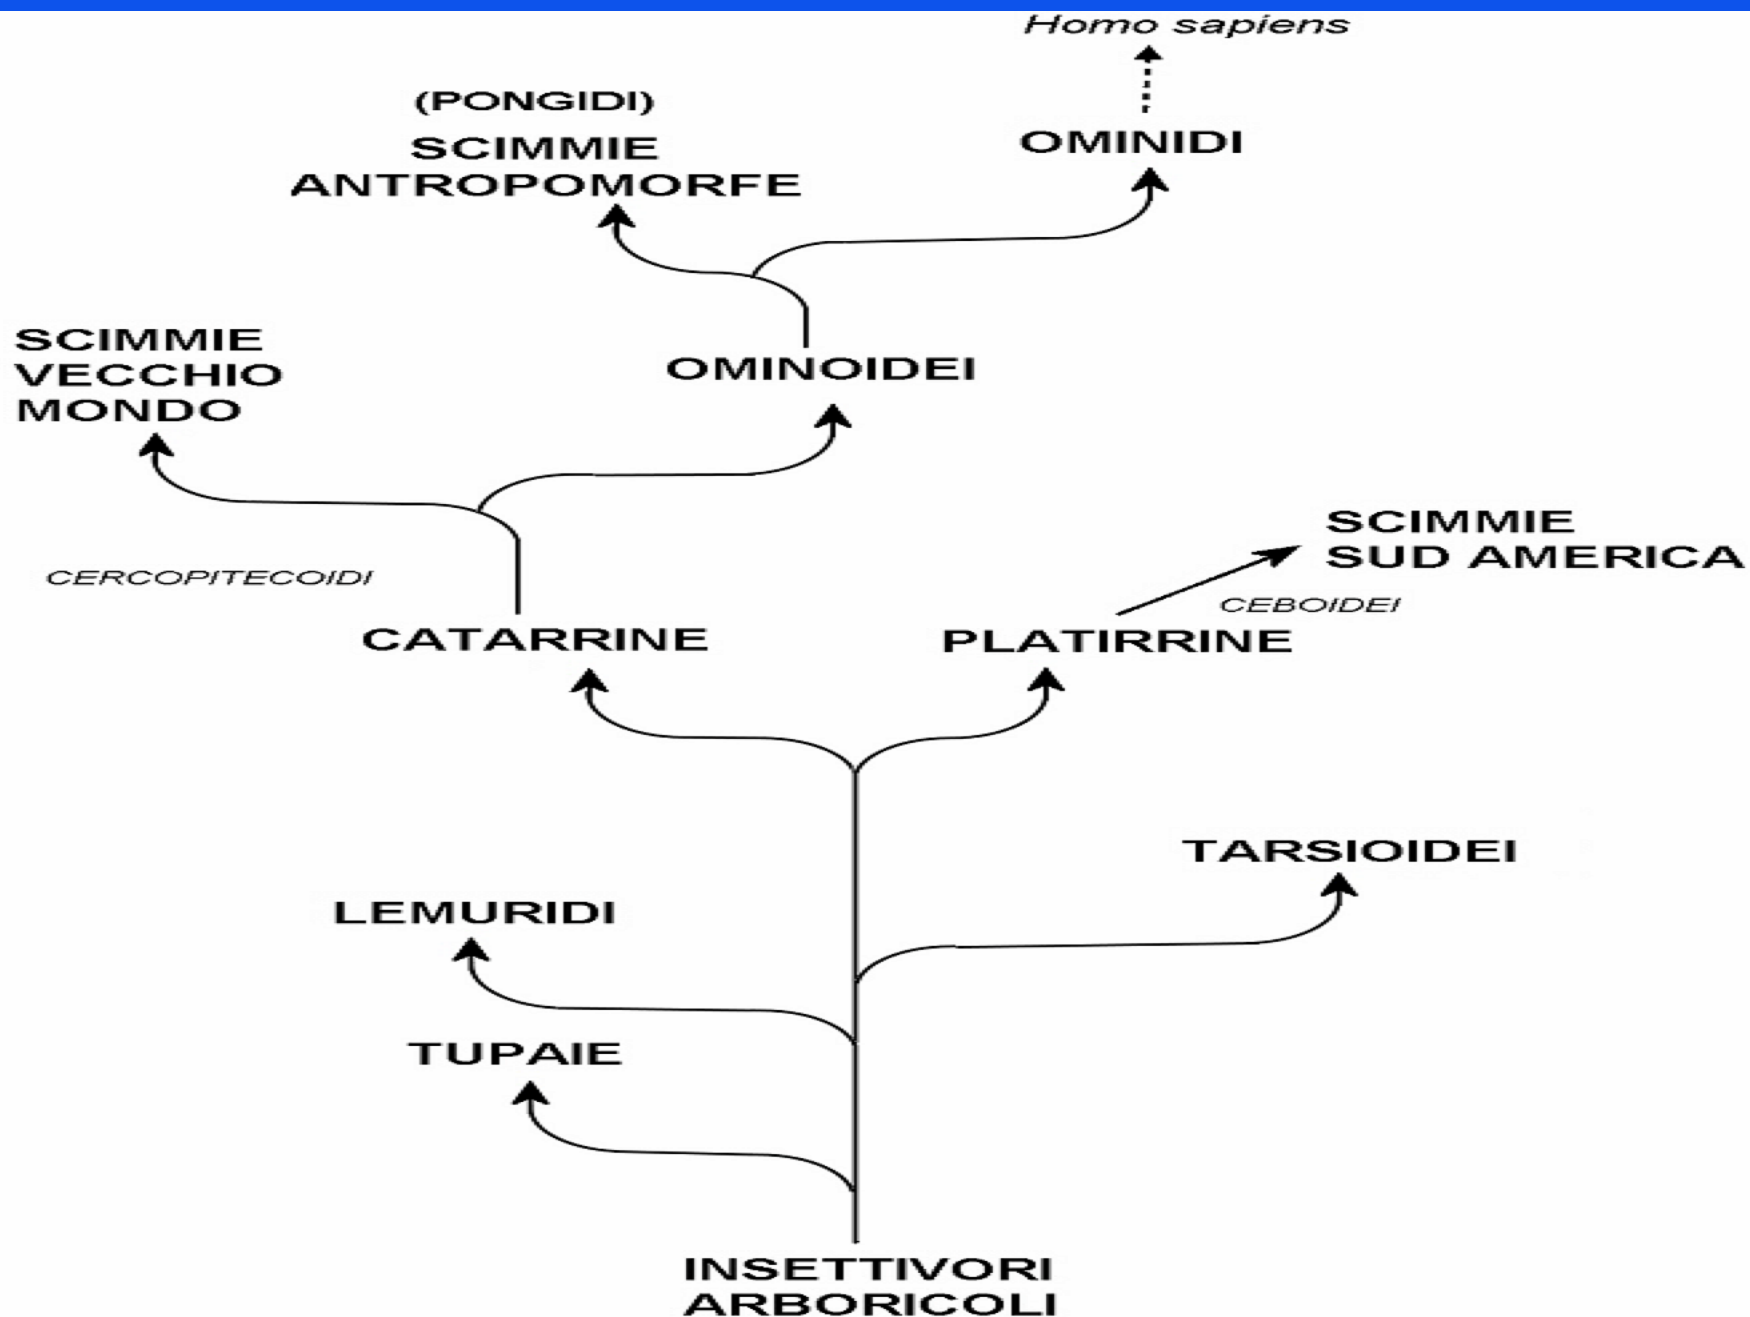 Homo sapiens
(PONGIDI)
SCIMMIE
ANTROPOMORFE
OMINIDI
SCIMMIE
VECCHIO
MONDO
OMINOIDEI
SCIMMIE
SUD AMERICA
CERCOPITECOIDI
CEBOIDEI
CATARRINE
PLATIRRINE
TARSIOIDEI
LEMURIDI
TUPAIE
INSETTIVORI
ARBORICOLI